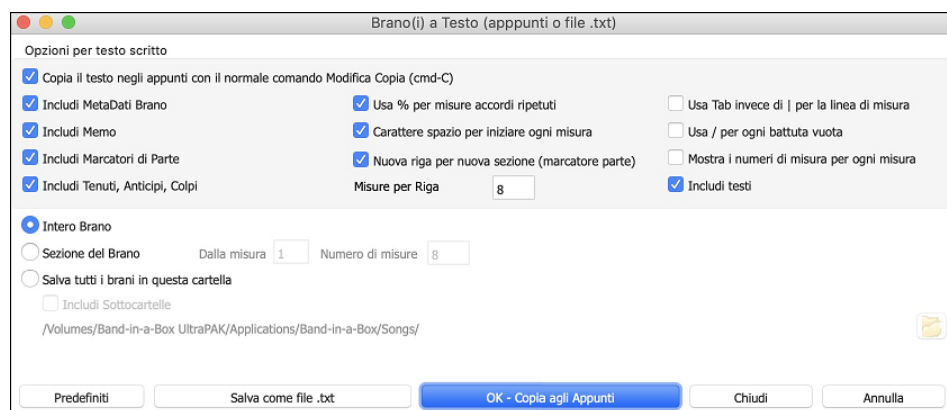 Brano(i) a Testo (apppunti o file .txt)
Opzioni per testo scritto
Copia il testo negli appunti con il normale comando Modifica Copia (cmd-C)
Includi MetaDati Brano Usa % per misure accordi ripetuti Usa Tab invece di | per la linea di misura
Includi Memo Carattere spazio per iniziare ogni misura Usa / per ogni battuta vuota
Includi Marcatori di Parte Nuova riga per nuova sezione (marcatore parte) Mostra i numeri di misura per ogni misura
Includi Tenuti, Anticipi, Colpi Misure per Riga 8 Includi testi
Intero Brano
Sezione del Brano Dalla misura 1 Numero di misure 8
Salva tutti i brani in questa cartella
Includi Sottocartelle
/Volumes/Band-in-a-Box UltraPAK/Applications/Band-in-a-Box/Songs/
Predefiniti Salva come file .txt OK - Copia agli Appunti Chiudi Annulla